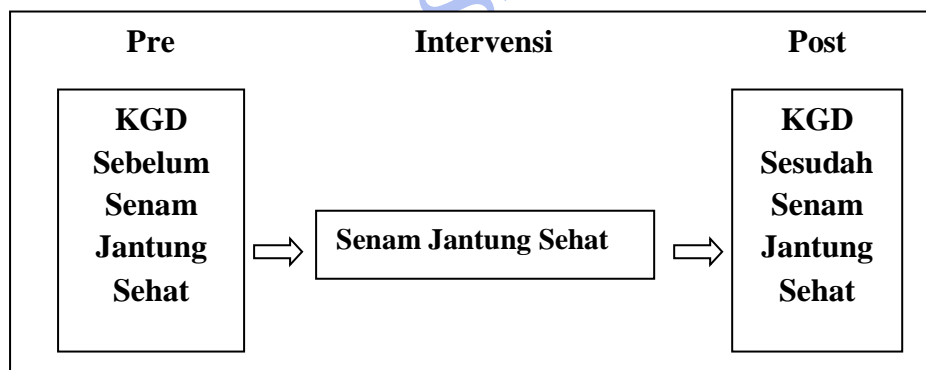 Pre Intervensi Post
KGD
Sebelum
Senam
Jantung
Sehat
Senam Jantung Sehat
KGD
Sesudah
Senam
Jantung
Sehat